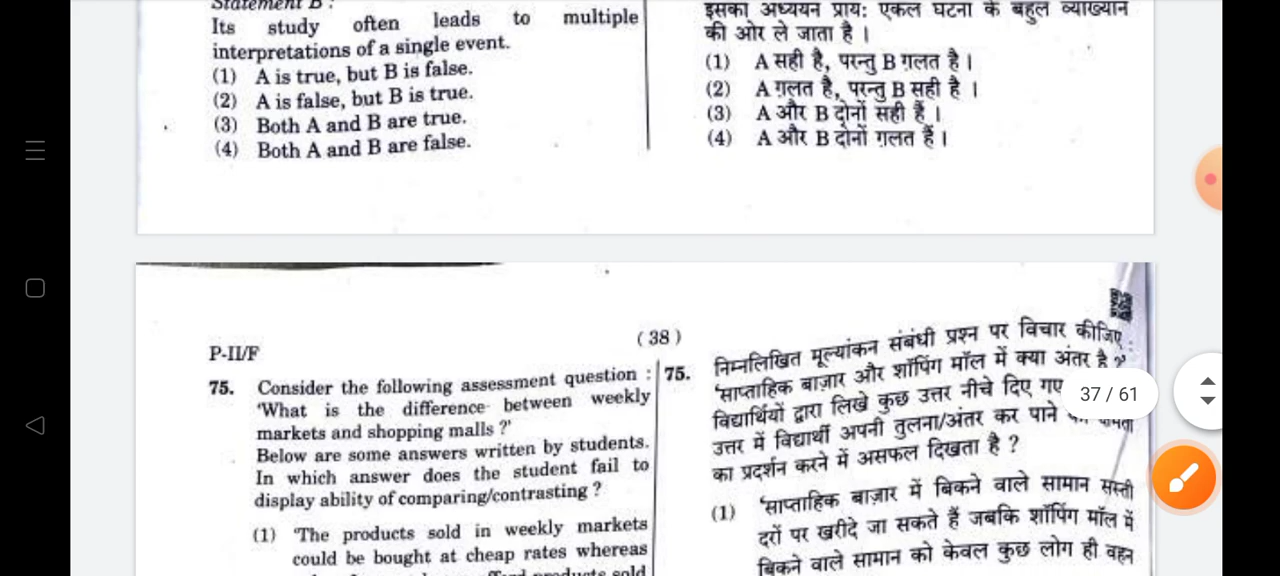 Statement B :
Its study often leads to multiple
interpretations of a single event.
(1) A is true, but B is false.
(2) A is false, but B is true.
(3) Both A and B are true.
(4) Both A and B are false.
इसका अध्ययन प्रायः एकल घटना के बहुल व्याख्यान
की ओर ले जाता है ।
(1) A सही है, परन्तु B ग़लत है ।
(2) A ग़लत है, परन्तु B सही है ।
(3) A और B दोनों सही हैं ।
(4) A और B दोनों ग़लत हैं ।
( 38 )
P-II/F
75. Consider the following assessment question :
'What is the difference between weekly
markets and shopping malls ?'
Below are some answers written by students.
In which answer does the student fail to
display ability of comparing/contrasting ?
(1) 'The products sold in weekly markets
could be bought at cheap rates whereas
products sold
75. निम्नलिखित मूल्यांकन संबंधी प्रश्न पर विचार कीजिए :
'साप्ताहिक बाज़ार और शॉपिंग मॉल में क्या अंतर है ?'
विद्यार्थियों द्वारा लिखे कुछ उत्तर नीचे दिए गए
उत्तर में विद्यार्थी अपनी तुलना/अंतर कर पाने
का प्रदर्शन करने में असफल दिखता है ?
(1) 'साप्ताहिक बाज़ार में बिकने वाले सामान सस्ती
दरों पर खरीदे जा सकते हैं जबकि शॉपिंग मॉल में
बिकने वाले सामान को केवल कुछ लोग ही वहन
37 / 61